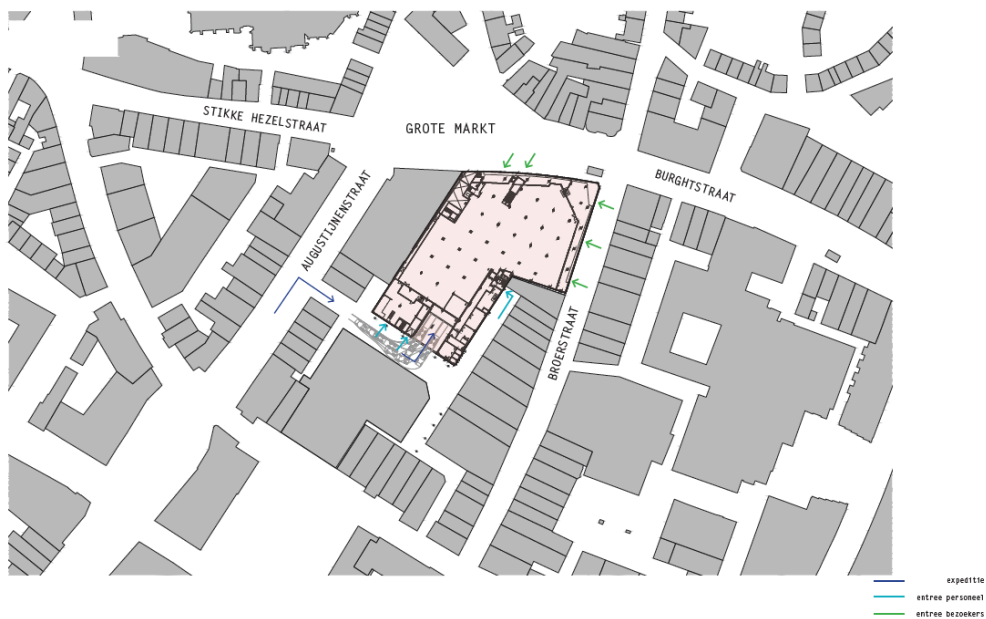 STIKKE HEZELSTRAAT
GROTE MARKT
BURGHTSTRAAT
AUGUSTIJNENSTRAAT
BROERSTRAAT
expeditie
entree personeel
entree bezoekers